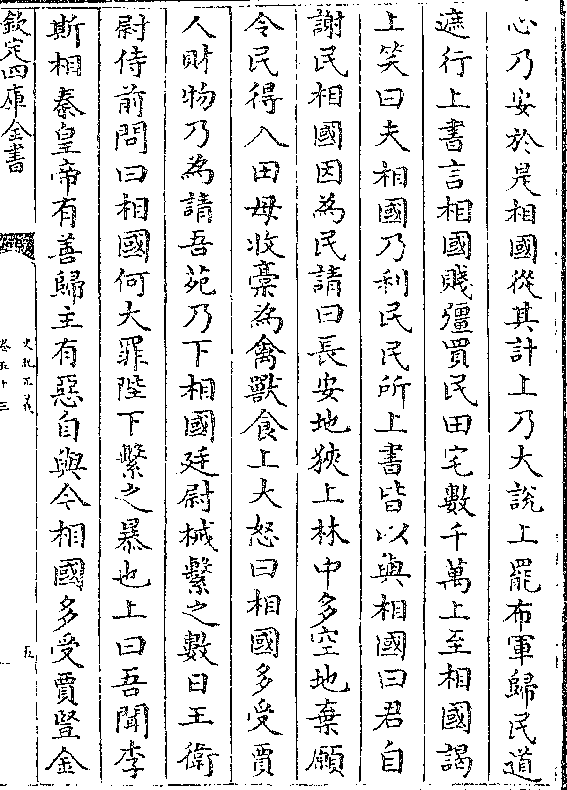 心乃安於是相國從其計上乃大說上罷布軍歸民道
遮行上書言相國賤彊買民田宅數千萬上至相國謁
上笑曰夫相國乃利民民所上書皆以與相國曰君自
謝民相國因為民請曰長安地狹上林中多空地棄願
令民得入田毋收槀為禽獸食上大怒曰相國多受賈
人財物乃為請吾苑乃下相國廷尉械繫之數日王衛
尉侍前問曰相國何大罪陛下繫之暴也上曰吾聞李
斯相秦皇帝有善歸主有惡自與今相國多受賈豎金
欽定四庫全書
史記正義
卷五十三
五